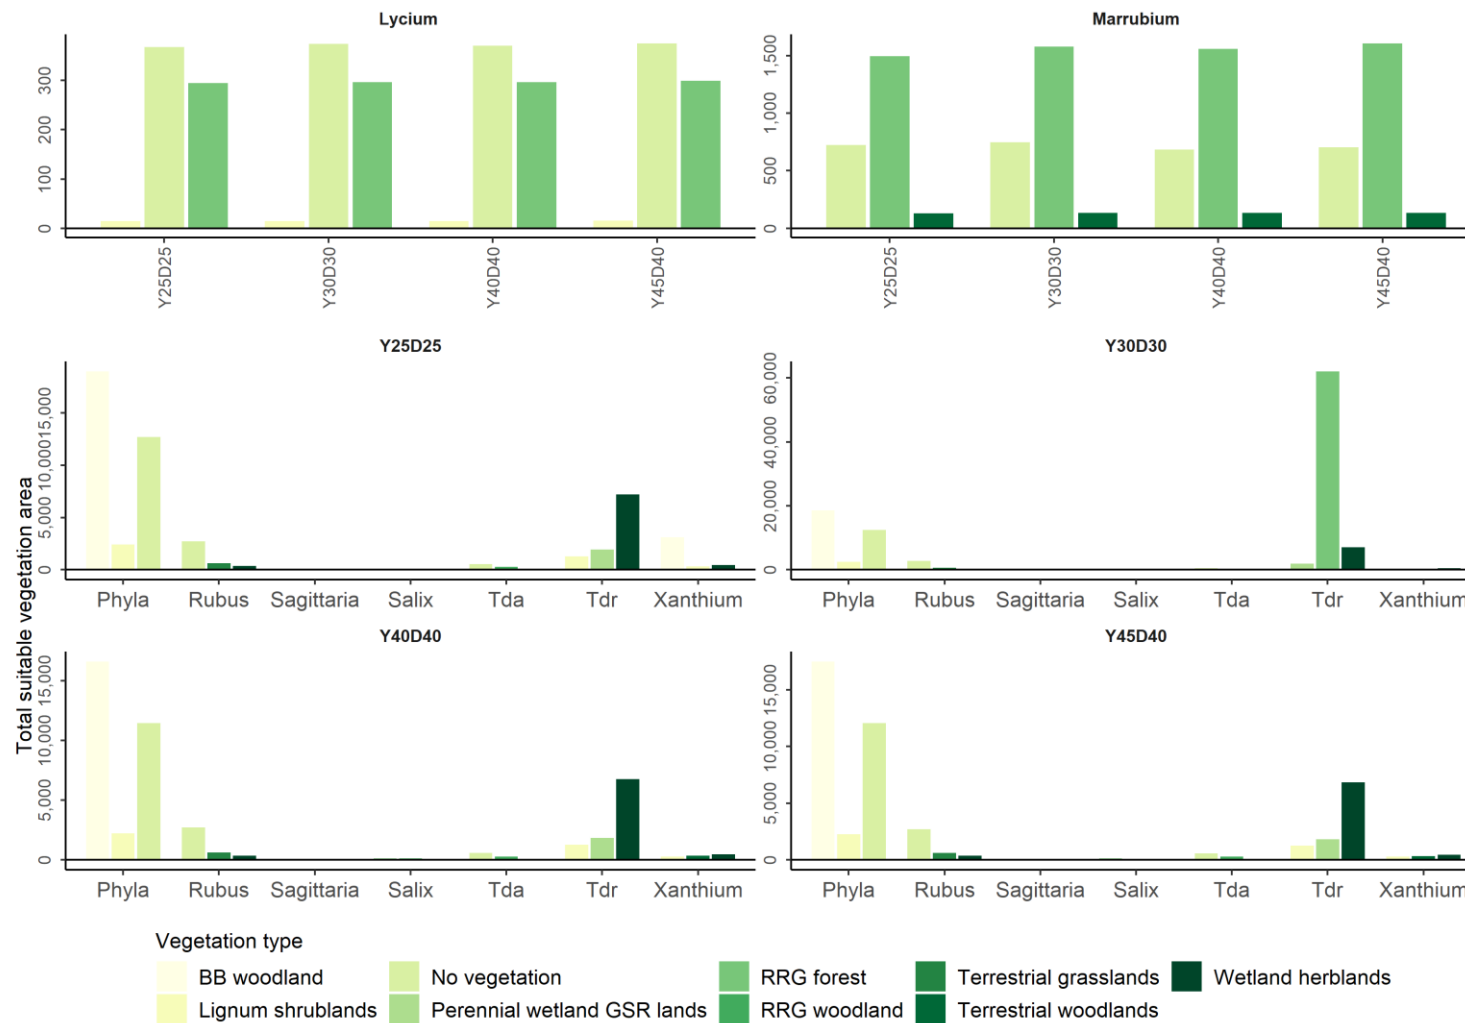 Lycium
Marrubium
0
100
200
300
0
500
1,000
1,500
Y25D25
Y30D30
Y40D40
Y45D40
Y25D25
Y30D30
Y40D40
Y45D40
Total suitable vegetation area
Y25D25
Y30D30
0
5,000
10,000
15,000
0
20,000
40,000
60,000
Phyla Rubus Sagittaria Salix Tda Tdr Xanthium
Phyla Rubus Sagittaria Salix Tda Tdr Xanthium
Y40D40
Y45D40
0
5,000
10,000
15,000
0
5,000
10,000
15,000
Phyla Rubus Sagittaria Salix Tda Tdr Xanthium
Phyla Rubus Sagittaria Salix Tda Tdr Xanthium
Vegetation type
BB woodland No vegetation RRG forest Terrestrial grasslands Wetland herblands
Lignum shrublands Perennial wetland GSR lands RRG woodland Terrestrial woodlands